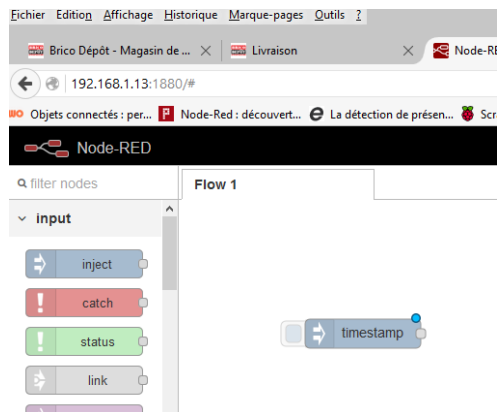 Fichier Edition Affichage Historique Marque-pages Outils ?
Brico Dépôt - Magasin de ... Livraison Node-RE
192.168.1.13:1880/#
Objets connectés : per... Node-Red : découvert... La détection de présen... Scr
Node-RED
filter nodes Flow 1
input
inject
catch
timestamp
status
link